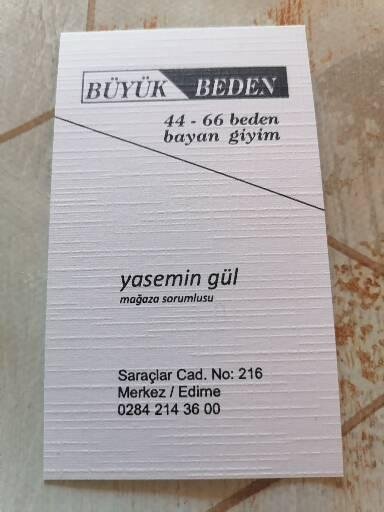 BÜYÜK BEDEN
44 - 66 beden
bayan giyim
yasemin gül
mağaza sorumlusu
Saraçlar Cad. No: 216
Merkez / Edirne
0284 214 36 00